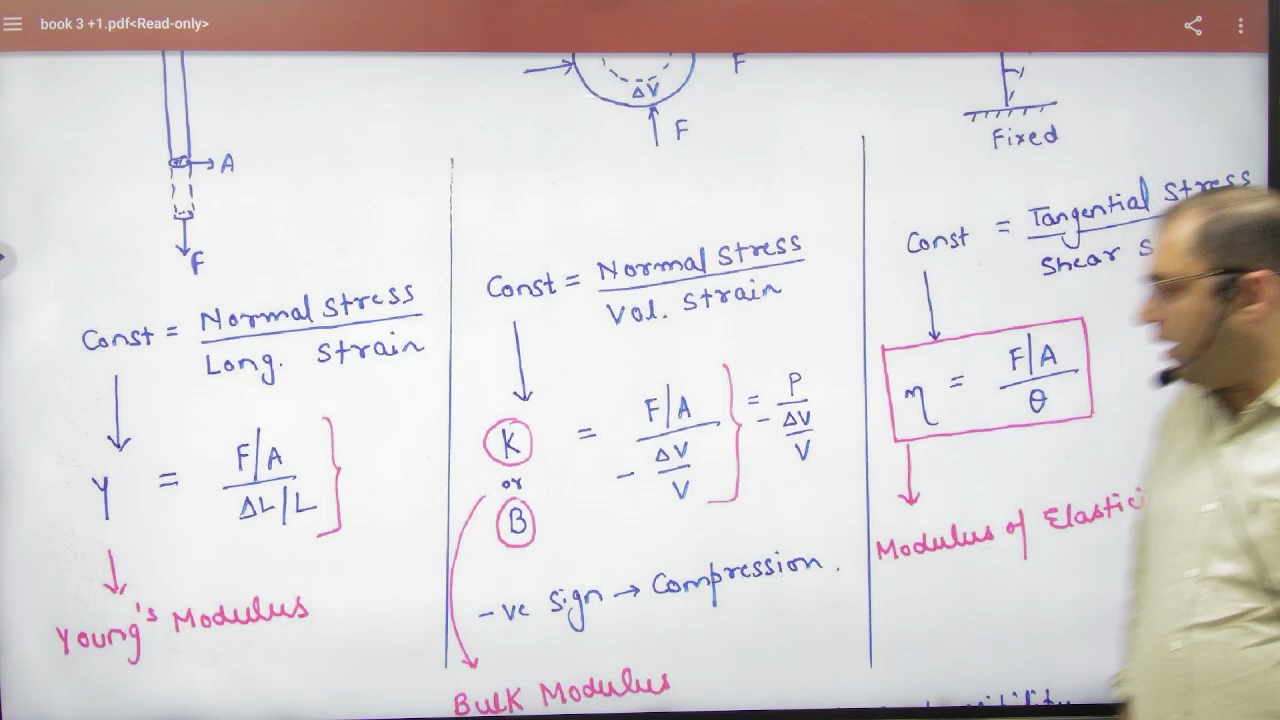 book 3 +1.pdf<Read-only>
A
F
Const = Normal Stress / Long. Strain
Y = F/A / ΔL/L
Young's Modulus
ΔV
F
F
Const = Normal Stress / Vol. Strain
K or B = F/A / - ΔV/V = P / - ΔV/V
-ve Sign → Compression.
Bulk Modulus
Fixed
Const = Tangential Stress / Shear S
η = F/A / θ
Modulus of Elastici